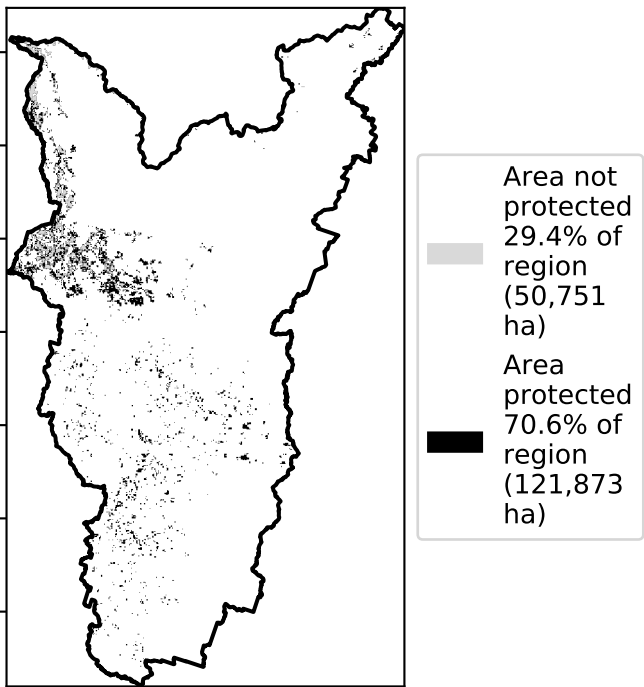 Area not
protected
29.4% of
region
(50,751
ha)
Area
protected
70.6% of
region
(121,873
ha)